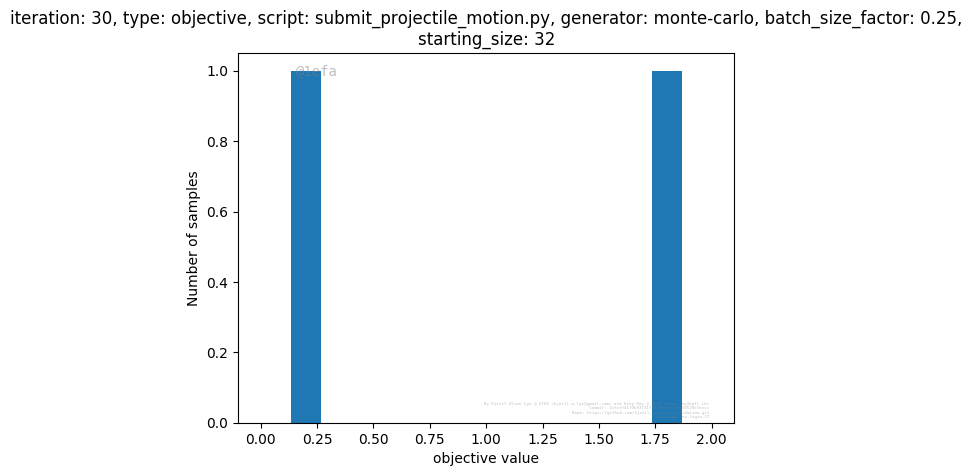 iteration: 30, type: objective, script: submit_projectile_motion.py, generator: monte-carlo, batch_size_factor: 0.25,
starting_size: 32
@1efa
1.0
0.8
0.6
0.4
0.2
0.0
Number of samples
0.00 0.25 0.50 0.75 1.00 1.25 1.50 1.75 2.00
objective value